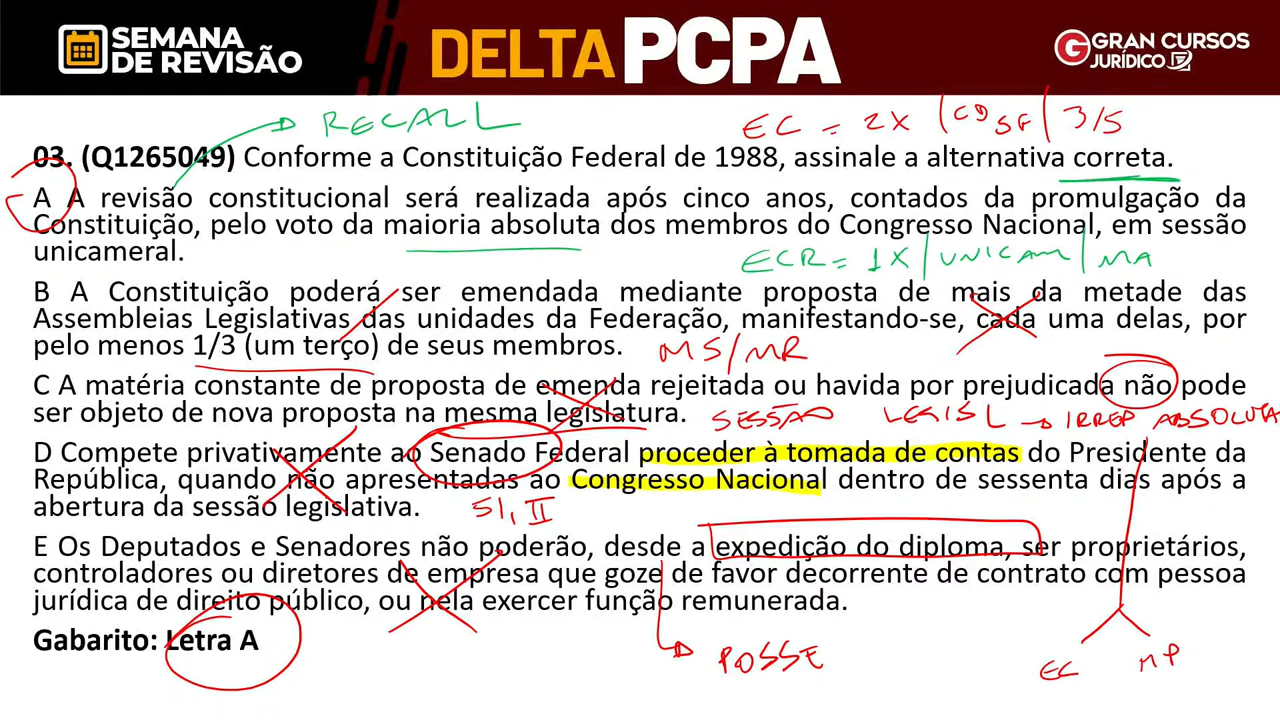 SEMANA
DE REVISÃO
DELTA PCPA
GRAN CURSOS
JURÍDICO
RECALL
EC = 2X / CD SF / 3/5
03. (Q1265049) Conforme a Constituição Federal de 1988, assinale a alternativa correta.
A A revisão constitucional será realizada após cinco anos, contados da promulgação da
Constituição, pelo voto da maioria absoluta dos membros do Congresso Nacional, em sessão
unicameral.
ECR = 1X / UNICAM / MA
B A Constituição poderá ser emendada mediante proposta de mais da metade das
Assembleias Legislativas das unidades da Federação, manifestando-se, cada uma delas, por
pelo menos 1/3 (um terço) de seus membros.
MS/MR
C A matéria constante de proposta de emenda rejeitada ou havida por prejudicada não pode
ser objeto de nova proposta na mesma legislatura.
SESSÃO LEGISL → IRREP ABSOLUTA
D Compete privativamente ao Senado Federal proceder à tomada de contas do Presidente da
República, quando não apresentadas ao Congresso Nacional dentro de sessenta dias após a
abertura da sessão legislativa.
51, II
E Os Deputados e Senadores não poderão, desde a expedição do diploma, ser proprietários,
controladores ou diretores de empresa que goze de favor decorrente de contrato com pessoa
jurídica de direito público, ou nela exercer função remunerada.
Gabarito: Letra A
POSSE
EC MP